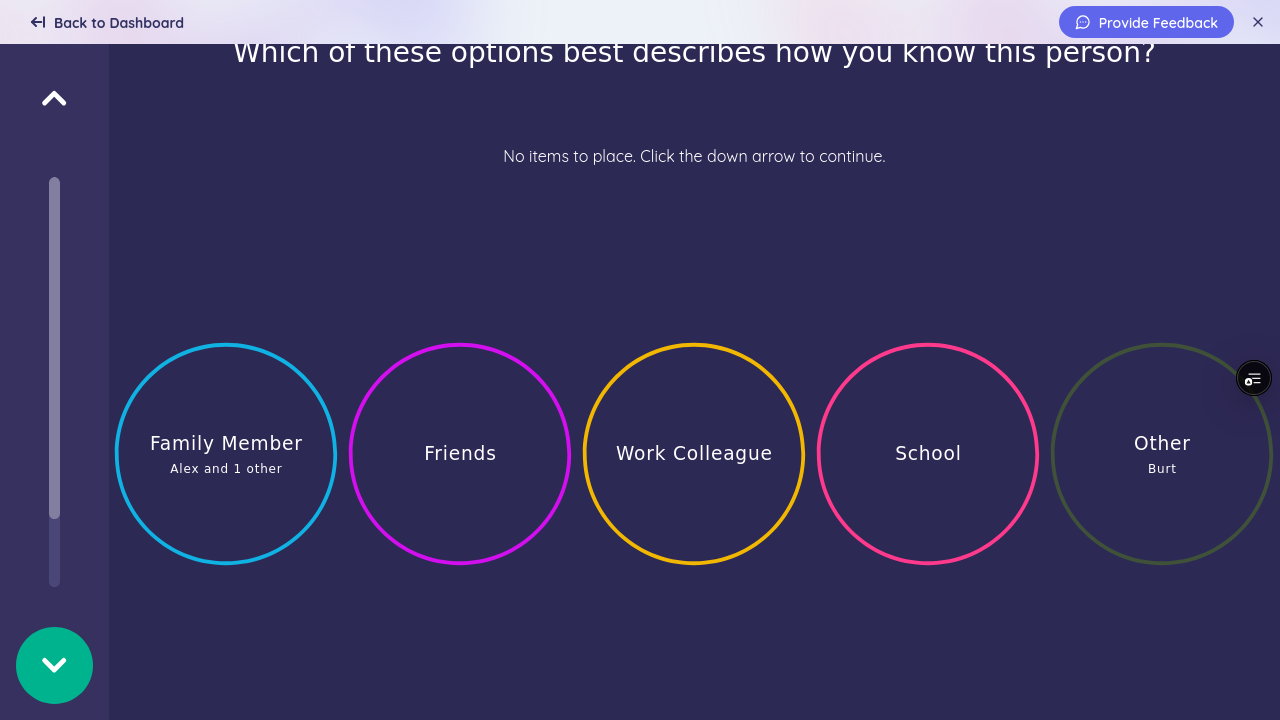 Back to Dashboard
Provide Feedback
Which of these options best describes how you know this person?
No items to place. Click the down arrow to continue.
Family Member
Alex and 1 other
Friends
Work Colleague
School
Other
Burt